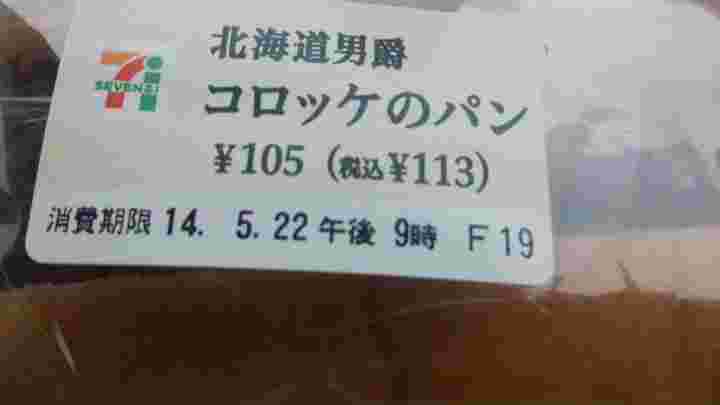 北海道男爵
SEVEN&i
コロッケのパン
¥105 (税込¥113)
消費期限 14. 5.22 午後 9時 F19